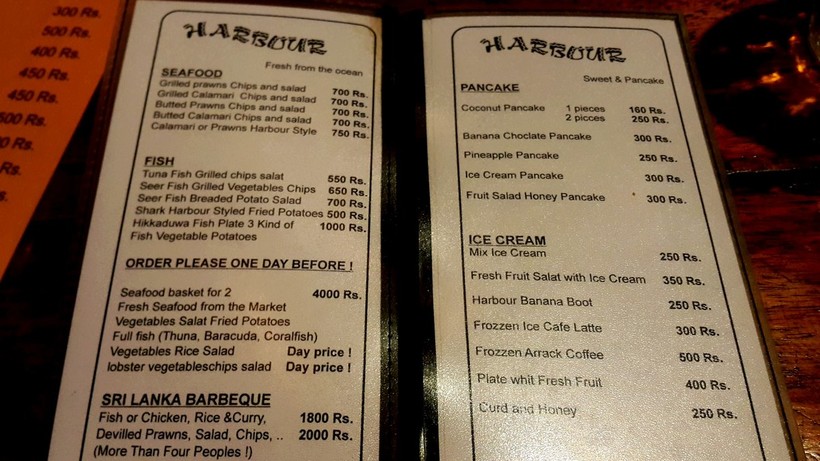 300 Rs.
500 Rs.
400 Rs.
450 Rs.
450 Rs.
500 Rs.
Rs.
Rs.
HARBOUR
Fresh from the ocean
SEAFOOD
Grilled prawns Chips and salad 700 Rs.
Grilled Calamari Chips and salad 700 Rs.
Butted Prawns Chips and salad 700 Rs.
Butted Calamari Chips and salad 700 Rs.
Calamari or Prawns Harbour Style 750 Rs.
FISH
Tuna Fish Grilled chips salat 550 Rs.
Seer Fish Grilled Vegetables Chips 650 Rs.
Seer Fish Breaded Potato Salad 700 Rs.
Shark Harbour Styled Fried Potatoes 500 Rs.
Hikkaduwa Fish Plate 3 Kind of 1000 Rs.
Fish Vegetable Potatoes
ORDER PLEASE ONE DAY BEFORE !
Seafood basket for 2 4000 Rs.
Fresh Seafood from the Market
Vegetables Salat Fried Potatoes
Full fish (Thuna, Baracuda, Coralfish)
Vegetables Rice Salad Day price !
lobster vegetableschips salad Day price !
SRI LANKA BARBEQUE
Fish or Chicken, Rice &Curry, 1800 Rs.
Devilled Prawns, Salad, Chips, .. 2000 Rs.
(More Than Four Peoples !)
HARBOUR
Sweet & Pancake
PANCAKE
Coconut Pancake 1 pieces 160 Rs.
2 picces 250 Rs.
Banana Choclate Pancake 300 Rs.
Pineapple Pancake 250 Rs.
Ice Cream Pancake 300 Rs.
Fruit Salad Honey Pancake 300 Rs.
ICE CREAM
Mix Ice Cream 250 Rs.
Fresh Fruit Salat with Ice Cream 350 Rs.
Harbour Banana Boot 250 Rs.
Frozzen Ice Cafe Latte 300 Rs.
Frozzen Arrack Coffee 500 Rs.
Plate whit Fresh Fruit 400 Rs.
Curd and Honey 250 Rs.